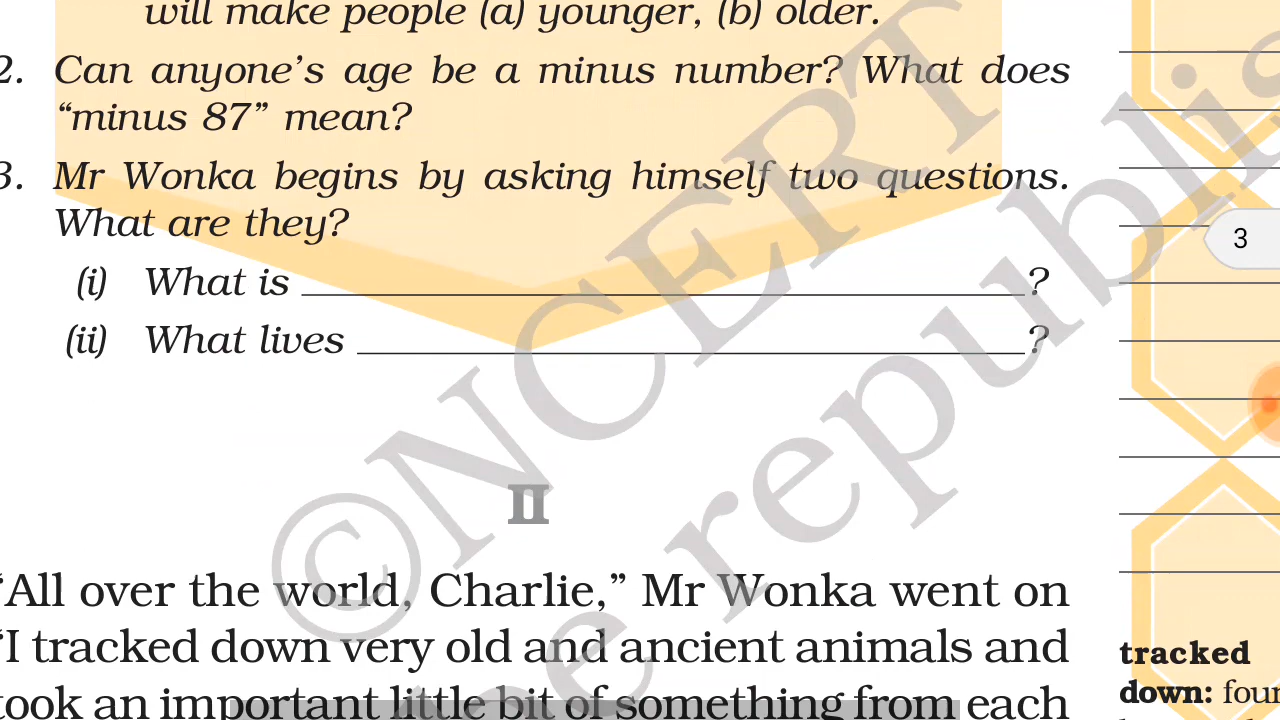 will make people (a) younger, (b) older.
2. Can anyone's age be a minus number? What does
“minus 87” mean?
3. Mr Wonka begins by asking himself two questions.
What are they?
(i) What is ?
(ii) What lives ?
3
©NCERT
republis
II
“All over the world, Charlie,” Mr Wonka went on
“I tracked down very old and ancient animals and
took an important little bit of something from each
tracked
down: four